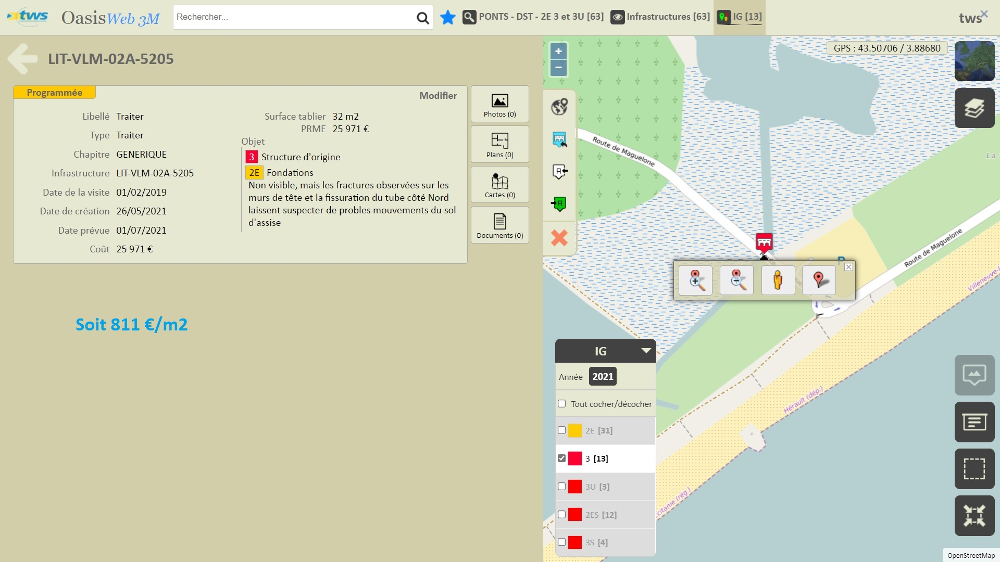 tws
OasisWeb 3M
Rechercher...
PONTS - DST - 2E 3 et 3U [63]
Infrastructures [63]
IG [13]
tws
LIT-VLM-02A-5205
Programmée
Modifier
Libellé Traiter
Type Traiter
Chapitre GENERIQUE
Infrastructure LIT-VLM-02A-5205
Date de la visite 01/02/2019
Date de création 26/05/2021
Date prévue 01/07/2021
Coût 25 971 €
Surface tablier 32 m2
PRME 25 971 €
Objet
3 Structure d'origine
2E Fondations
Non visible, mais les fractures observées sur les
murs de tête et la fissuration du tube côté Nord
laissent suspecter de probles mouvements du sol
d'assise
Photos (0)
Plans (0)
Cartes (0)
Documents (0)
Soit 811 €/m2
+
−
GPS : 43.50706 / 3.88680
A
A
Route de Maguelone
La
P
Route de Maguelone
Villeneuve-l
Hérault (dép.)
ccitanie (rég.)
IG
Année 2021
Tout cocher/décocher
2E [31]
3 [13]
3U [3]
2ES [12]
3S [4]
OpenStreetMap